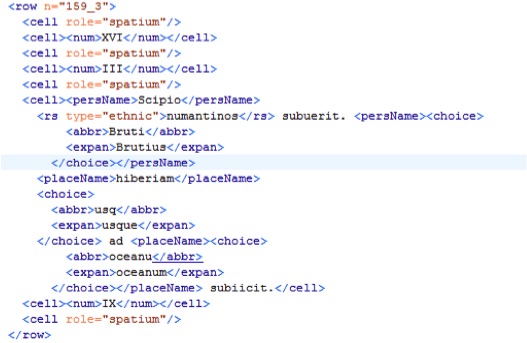 <row n="159_3">
<cell role="spatium"/>
<cell><num>XVI</num></cell>
<cell role="spatium"/>
<cell><num>III</num></cell>
<cell role="spatium"/>
<cell><persName>Scipio</persName>
<rs type="ethnic">numantinos</rs> subuerit. <persName><choice>
<abbr>Bruti</abbr>
<expan>Brutius</expan>
</choice></persName>
<placeName>hiberiam</placeName>
<choice>
<abbr>usq</abbr>
<expan>usque</expan>
</choice> ad <placeName><choice>
<abbr>oceanu</abbr>
<expan>oceanum</expan>
</choice></placeName> subiicit.</cell>
<cell><num>IX</num></cell>
<cell role="spatium"/>
</row>